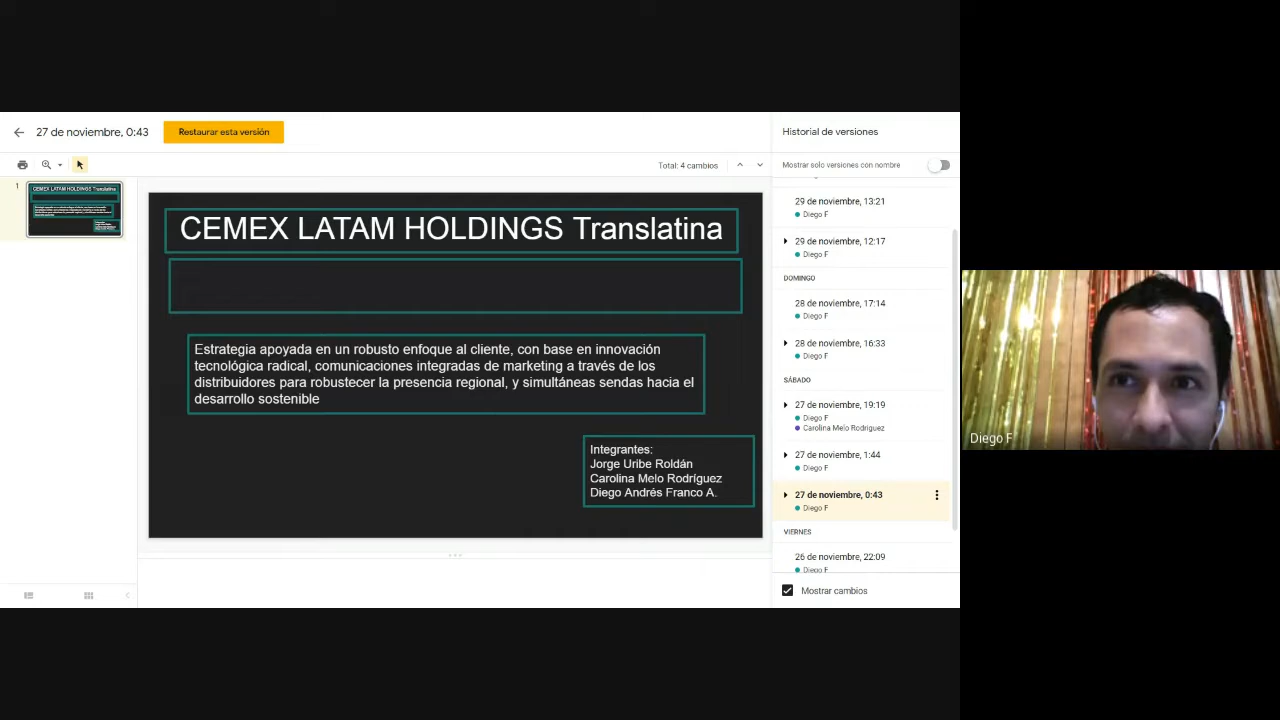 27 de noviembre, 0:43
Restaurar esta versión
Historial de versiones
Total: 4 cambios
Mostrar solo versiones con nombre
1
CEMEX LATAM HOLDINGS Translatina
CEMEX LATAM HOLDINGS Translatina
Estrategia apoyada en un robusto enfoque al cliente, con base en innovación
tecnológica radical, comunicaciones integradas de marketing a través de los
distribuidores para robustecer la presencia regional, y simultáneas sendas hacia el
desarrollo sostenible
Integrantes:
Jorge Uribe Roldán
Carolina Melo Rodríguez
Diego Andrés Franco A.
29 de noviembre, 13:21
Diego F
29 de noviembre, 12:17
Diego F
DOMINGO
28 de noviembre, 17:14
Diego F
28 de noviembre, 16:33
Diego F
SÁBADO
27 de noviembre, 19:19
Diego F
Carolina Melo Rodriguez
27 de noviembre, 1:44
Diego F
27 de noviembre, 0:43
Diego F
VIERNES
26 de noviembre, 22:09
Diego F
Mostrar cambios
Diego F